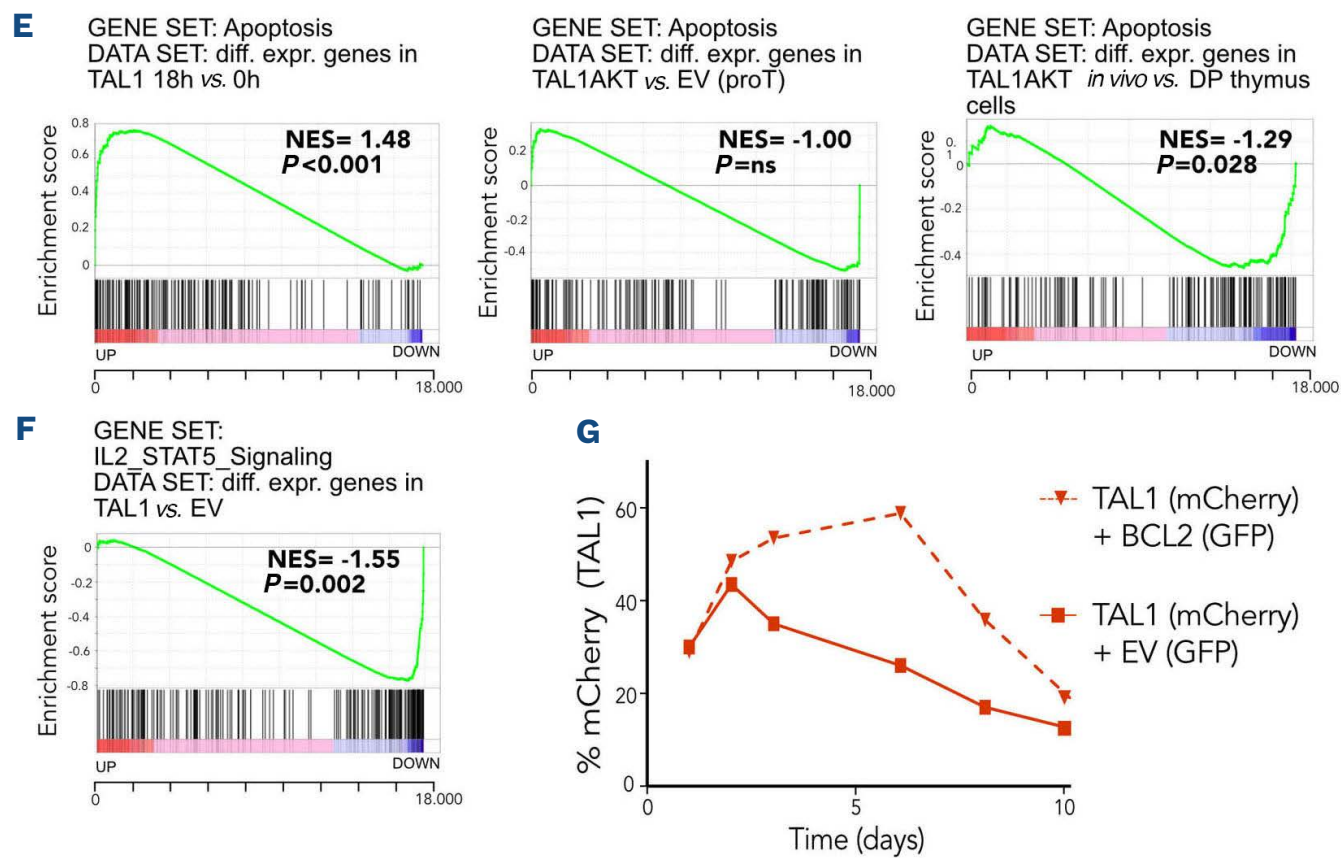 E
GENE SET: Apoptosis
DATA SET: diff. expr. genes in
TAL1 18h vs. 0h
Enrichment score
0.8
0.6
0.4
0.2
0
NES= 1.48
P<0.001
UP
DOWN
0
18.000
GENE SET: Apoptosis
DATA SET: diff. expr. genes in
TAL1AKT vs. EV (proT)
Enrichment score
0.2
0
-0.2
-0.4
NES= -1.00
P=ns
UP
DOWN
0
18.000
GENE SET: Apoptosis
DATA SET: diff. expr. genes in
TAL1AKT in vivo vs. DP thymus
cells
Enrichment score
0.
1
0
-0.2
-0.4
NES= -1.29
P=0.028
UP
DOWN
0
18.000
F
GENE SET:
IL2_STAT5_Signaling
DATA SET: diff. expr. genes in
TAL1 vs. EV
Enrichment score
0
-0.2
-0.4
-0.6
-0.8
NES= -1.55
P=0.002
UP
DOWN
0
18.000
G
% mCherry (TAL1)
60
40
20
0
0
5
10
Time (days)
TAL1 (mCherry)
+ BCL2 (GFP)
TAL1 (mCherry)
+ EV (GFP)